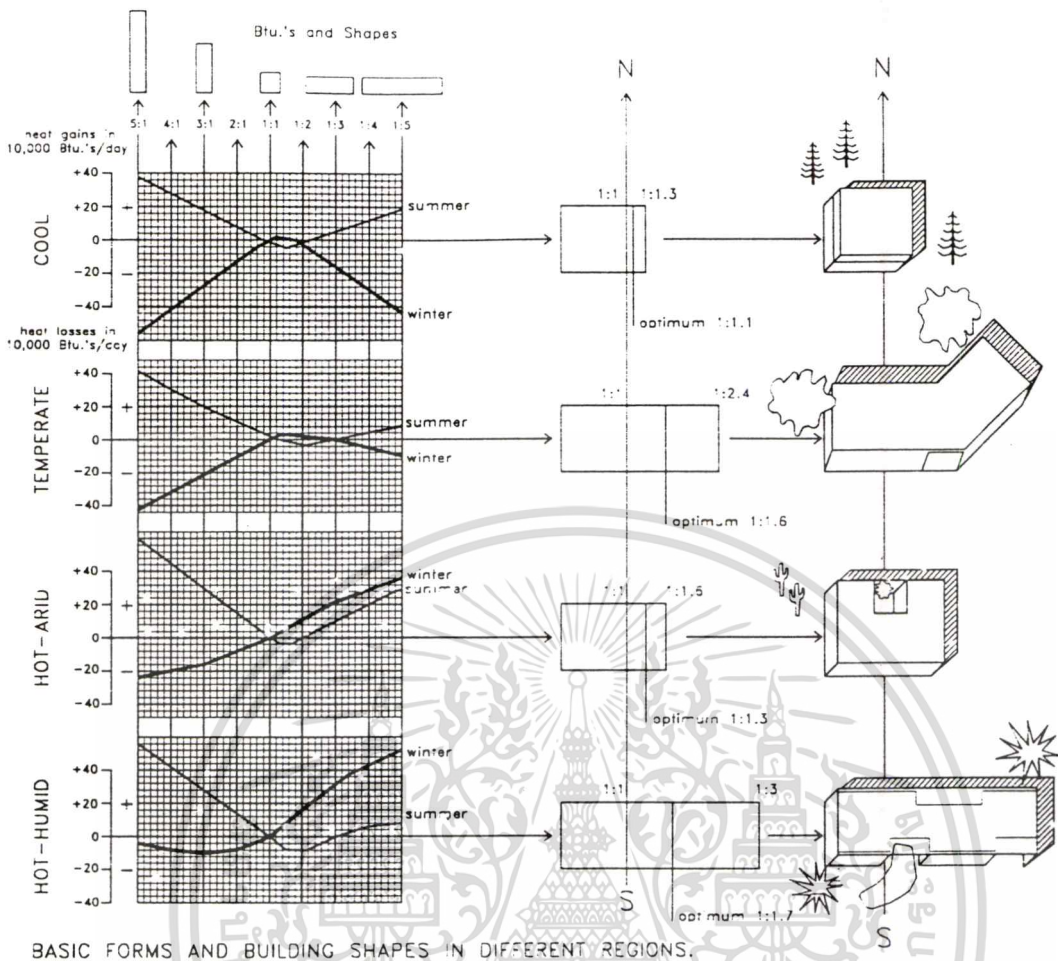 Btu.'s and Shapes
5:1 4:1 3:1 2:1 1:1 1:2 1:3 1:4 1:5
heat gains in
10,000 Btu.'s/day
COOL
+40
+20
0
-20
-40
+
-
summer
winter
heat losses in
10,000 Btu.'s/day
TEMPERATE
+40
+20
0
-20
-40
+
-
summer
winter
HOT-ARID
+40
+20
0
-20
-40
+
-
winter
summar
HOT-HUMID
+40
+20
0
-20
-40
+
-
winter
summer
N
1:1 1:1.3
optimum 1:1.1
1:1 1:2.4
optimum 1:1.6
1:1 1:1.6
optimum 1:1.3
1:1 1:3
optimum 1:1.7
S
N
S
BASIC FORMS AND BUILDING SHAPES IN DIFFERENT REGIONS.